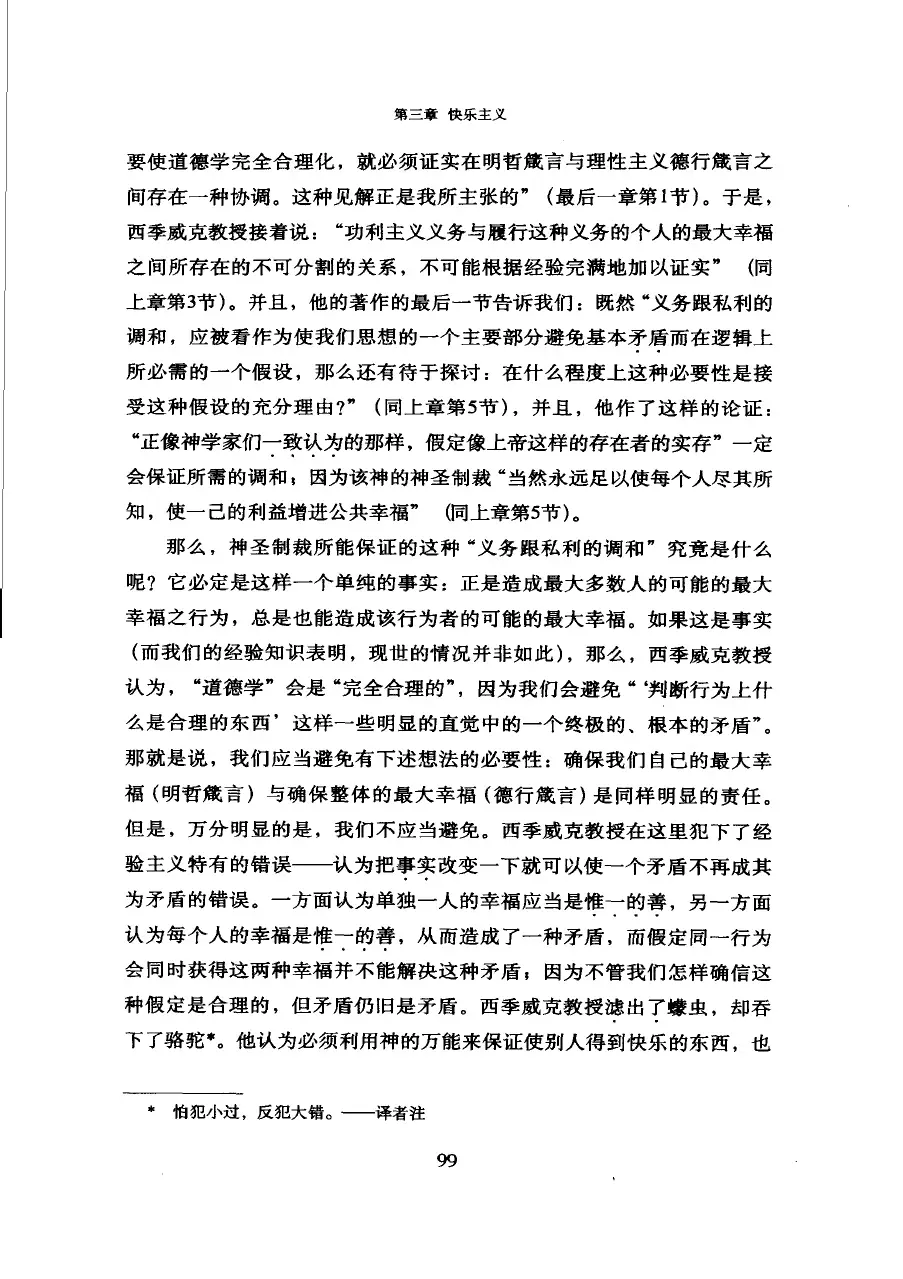 第三章 快乐主义
要使道德学完全合理化，就必须证实在明哲箴言与理性主义德行箴言之
间存在一种协调。这种见解正是我所主张的”（最后一章第1节）。于是，
西季威克教授接着说：“功利主义义务与履行这种义务的个人的最大幸福
之间所存在的不可分割的关系，不可能根据经验完满地加以证实” （同
上章第3节）。并且，他的著作的最后一节告诉我们：既然“义务跟私利的
调和，应被看作为使我们思想的一个主要部分避免基本矛盾而在逻辑上
所必需的一个假设，那么还有待于探讨：在什么程度上这种必要性是接
受这种假设的充分理由？”（同上章第5节），并且，他作了这样的论证：
“正像神学家们一致认为的那样，假定像上帝这样的存在者的实存”一定
会保证所需的调和；因为该神的神圣制裁“当然永远足以使每个人尽其所
知，使一己的利益增进公共幸福” （同上章第5节）。
那么，神圣制裁所能保证的这种“义务跟私利的调和”究竟是什么
呢？它必定是这样一个单纯的事实：正是造成最大多数人的可能的最大
幸福之行为，总是也能造成该行为者的可能的最大幸福。如果这是事实
（而我们的经验知识表明，现世的情况并非如此），那么，西季威克教授
认为，“道德学”会是“完全合理的”，因为我们会避免“‘判断行为上什
么是合理的东西’这样一些明显的直觉中的一个终极的、根本的矛盾”。
那就是说，我们应当避免有下述想法的必要性：确保我们自己的最大幸
福（明哲箴言）与确保整体的最大幸福（德行箴言）是同样明显的责任。
但是，万分明显的是，我们不应当避免。西季威克教授在这里犯下了经
验主义特有的错误——认为把事实改变一下就可以使一个矛盾不再成其
为矛盾的错误。一方面认为单独一人的幸福应当是惟一的善，另一方面
认为每个人的幸福是惟一的善，从而造成了一种矛盾，而假定同一行为
会同时获得这两种幸福并不能解决这种矛盾；因为不管我们怎样确信这
种假定是合理的，但矛盾仍旧是矛盾。西季威克教授滤出了蠓虫，却吞
下了骆驼*。他认为必须利用神的万能来保证使别人得到快乐的东西，也
* 怕犯小过，反犯大错。——译者注
99